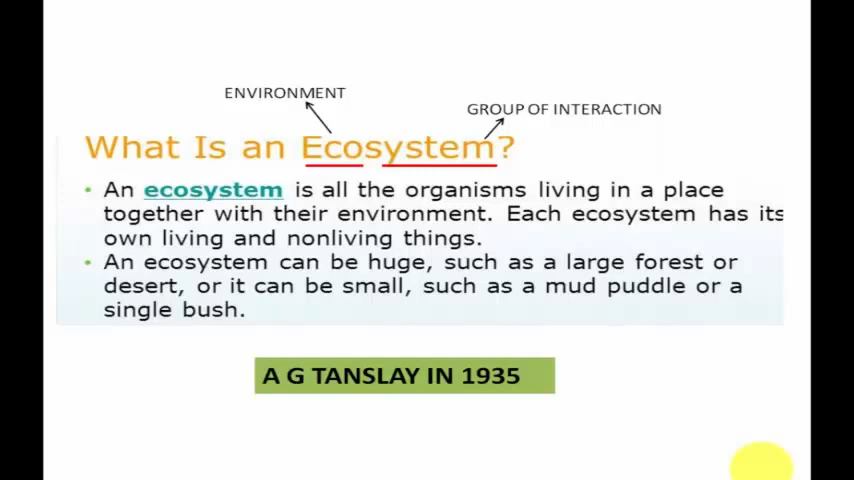 ENVIRONMENT
GROUP OF INTERACTION
What Is an Ecosystem?
• An ecosystem is all the organisms living in a place
together with their environment. Each ecosystem has its
own living and nonliving things.
• An ecosystem can be huge, such as a large forest or
desert, or it can be small, such as a mud puddle or a
single bush.
A G TANSLAY IN 1935